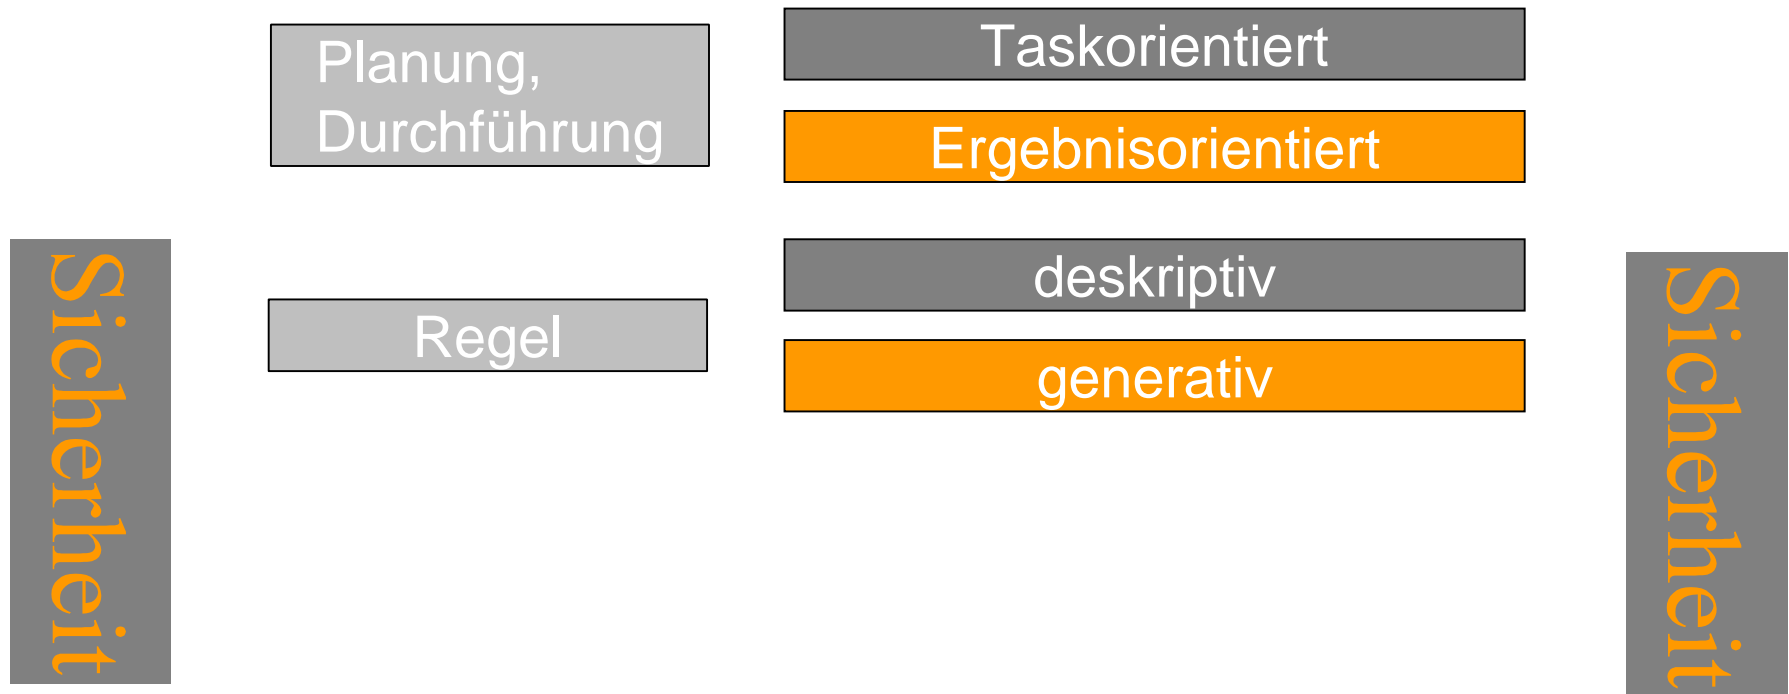 Planung,
Durchführung
Taskorientiert
Ergebnisorientiert
Regel
deskriptiv
generativ
Sicherheit
Sicherheit